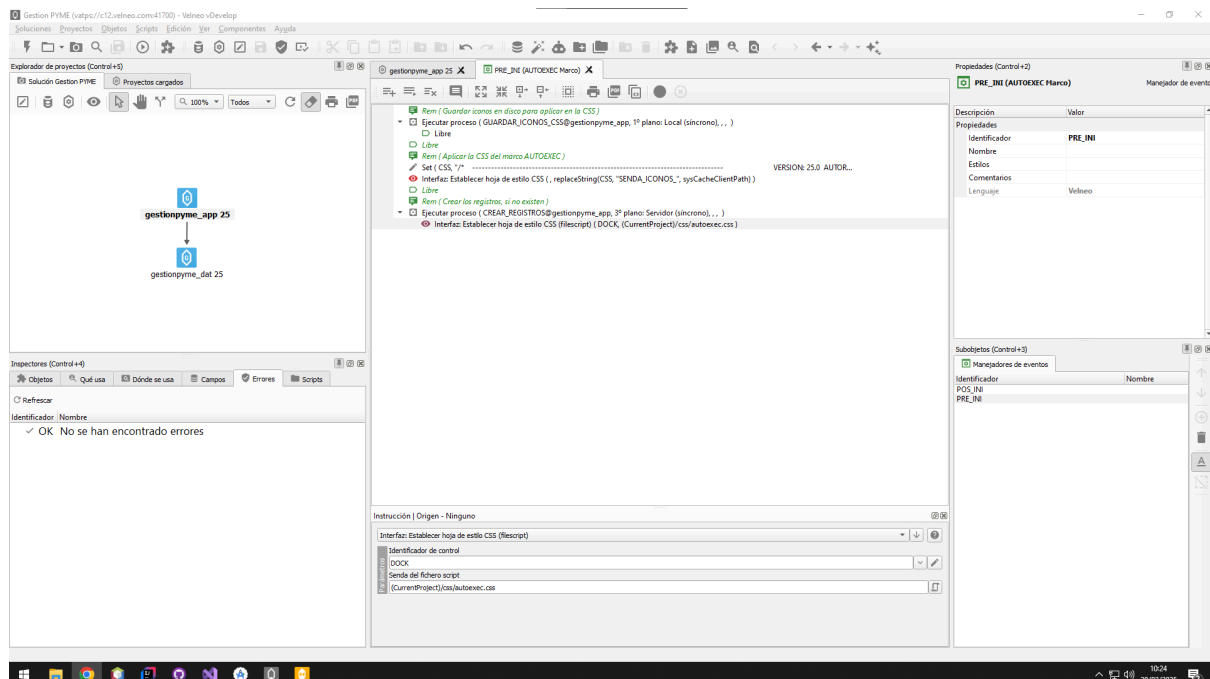 Gestion PYME (vatps://c12.velneo.com:41700) - Velneo vDevelop
Soluciones Proyectos Objetos Scripts Edición Ver Componentes Ayuda
Explorador de proyectos (Control+5)
Solución Gestion PYME
Proyectos cargados
100%
Todos
gestionpyme_app 25
gestionpyme_dat 25
Inspectores (Control+4)
Objetos
Qué usa
Dónde se usa
Campos
Errores
Scripts
Refrescar
Identificador Nombre
OK No se han encontrado errores
gestionpyme_app 25
PRE_INI (AUTOEXEC Marco)
Rem ( Guardar iconos en disco para aplicar en la CSS )
Ejecutar proceso ( GUARDAR_ICONOS_CSS@gestionpyme_app, 1º plano: Local (síncrono), , , )
Libre
Libre
Rem ( Aplicar la CSS del marco AUTOEXEC )
Set ( CSS, "/* -------------------------------------------------------------------------------- VERSION: 25.0 AUTOR...
Interfaz: Establecer hoja de estilo CSS ( , replaceString(CSS, "SENDA_ICONOS_", sysCacheClientPath) )
Libre
Rem ( Crear los registros, si no existen )
Ejecutar proceso ( CREAR_REGISTROS@gestionpyme_app, 3º plano: Servidor (síncrono), , , )
Interfaz: Establecer hoja de estilo CSS (filescript) ( DOCK, (CurrentProject)/css/autoexec.css )
Instrucción | Origen - Ninguno
Interfaz: Establecer hoja de estilo CSS (filescript)
Parámetros
Identificador de control
DOCK
Senda del fichero script
(CurrentProject)/css/autoexec.css
Propiedades (Control+2)
PRE_INI (AUTOEXEC Marco)
Manejador de evento
Descripción Valor
Propiedades
Identificador PRE_INI
Nombre
Estilos
Comentarios
Lenguaje Velneo
Subobjetos (Control+3)
Manejadores de eventos
Identificador Nombre
POS_INI
PRE_INI
10:24